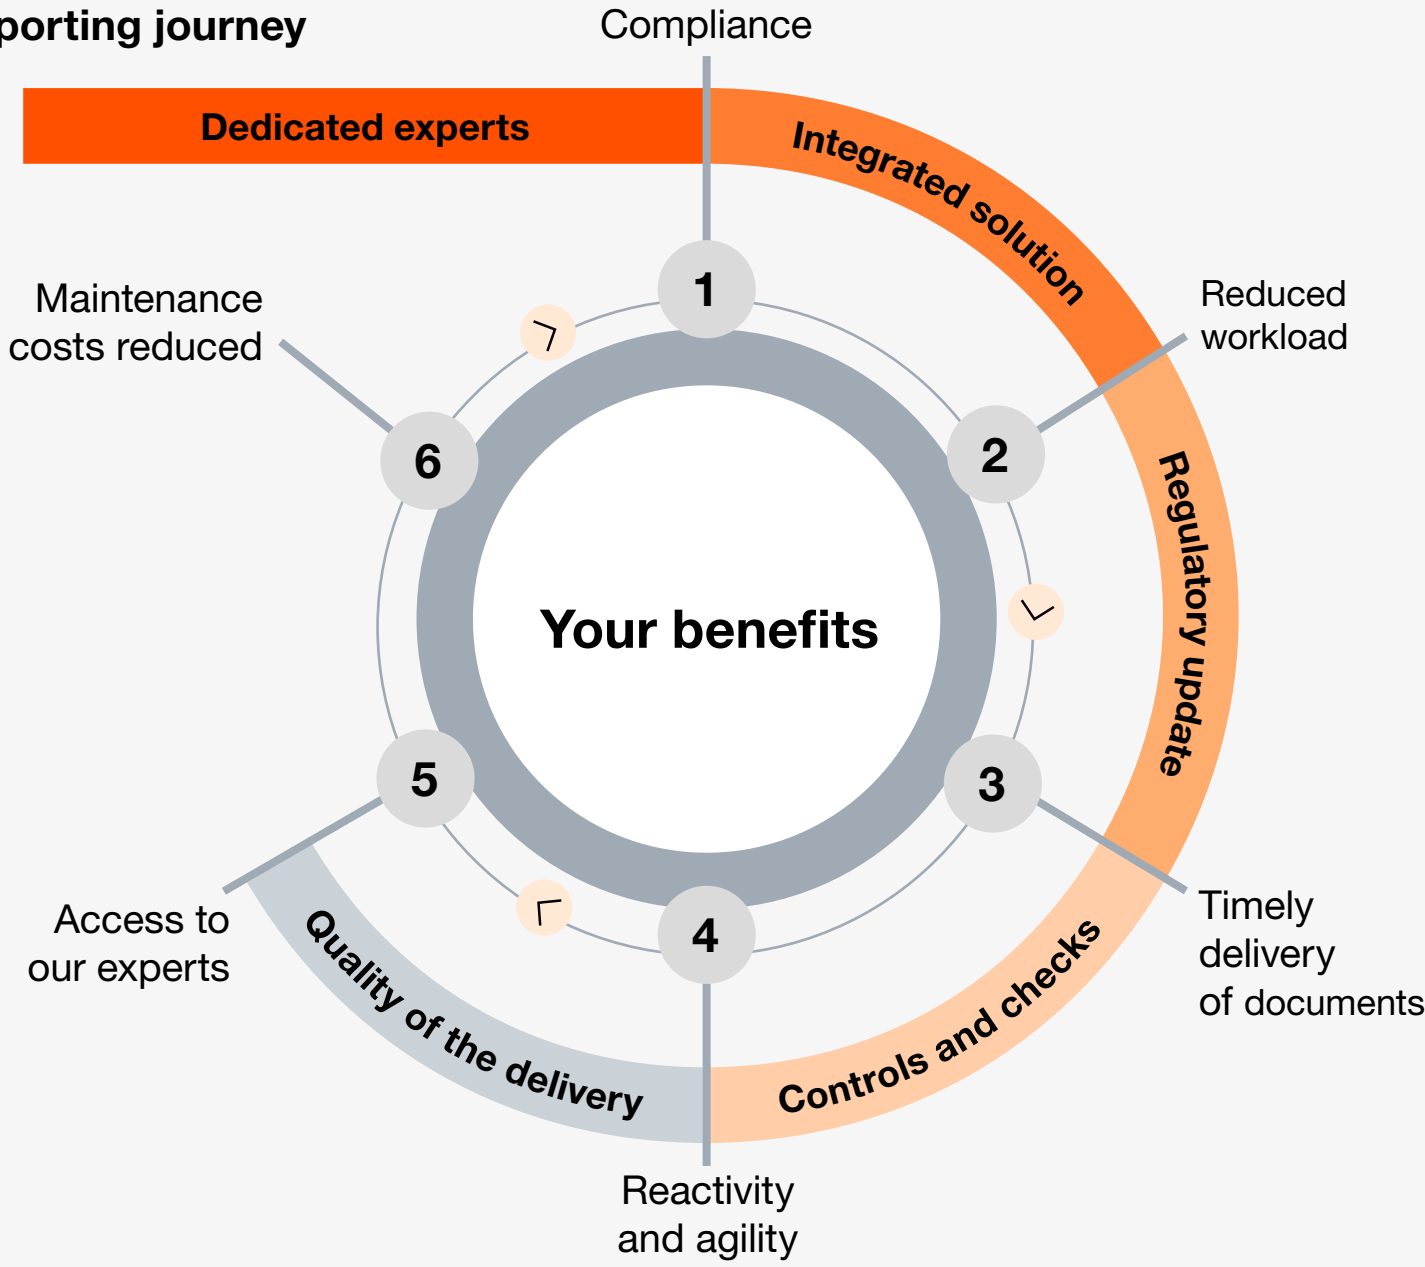 journey
Compliance
Dedicated experts
Integrated solution
1
Maintenance
costs reduced
Reduced
workload
2
6
Regulatory update
Your benefits
5
3
Access to
our experts
Timely
delivery
of documents
4
Quality of the delivery
Controls and checks
Reactivity
and agility